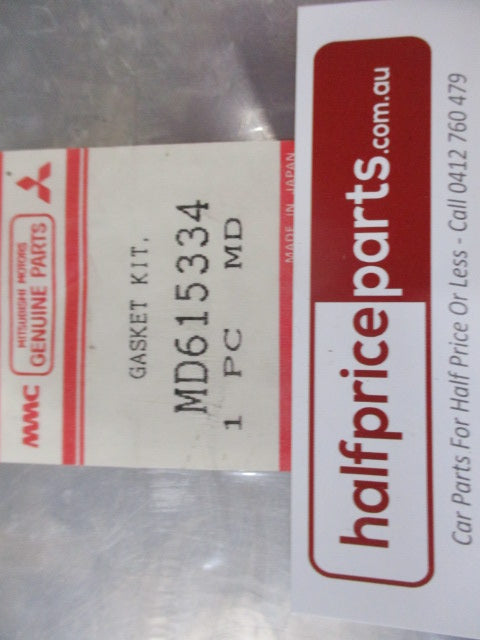 MMC
MITSUBISHI MOTORS
GENUINE PARTS
GASKET KIT.
MD615334
1 PC MD
MADE IN JAPAN
halfpriceparts.com.au
Car Parts For Half Price Or Less - Call 0412 760 479